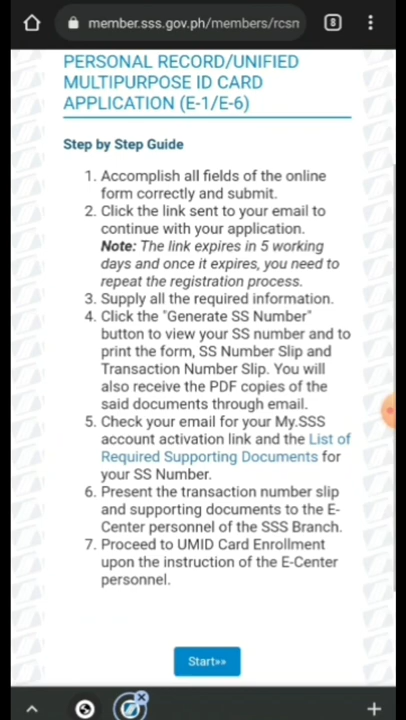 member.sss.gov.ph/members/rcsm
8
PERSONAL RECORD/UNIFIED
MULTIPURPOSE ID CARD
APPLICATION (E-1/E-6)
Step by Step Guide
1. Accomplish all fields of the online
form correctly and submit.
2. Click the link sent to your email to
continue with your application.
Note: The link expires in 5 working
days and once it expires, you need to
repeat the registration process.
3. Supply all the required information.
4. Click the "Generate SS Number"
button to view your SS number and to
print the form, SS Number Slip and
Transaction Number Slip. You will
also receive the PDF copies of the
said documents through email.
5. Check your email for your My.SSS
account activation link and the List of
Required Supporting Documents for
your SS Number.
6. Present the transaction number slip
and supporting documents to the E-
Center personnel of the SSS Branch.
7. Proceed to UMID Card Enrollment
upon the instruction of the E-Center
personnel.
Start»»